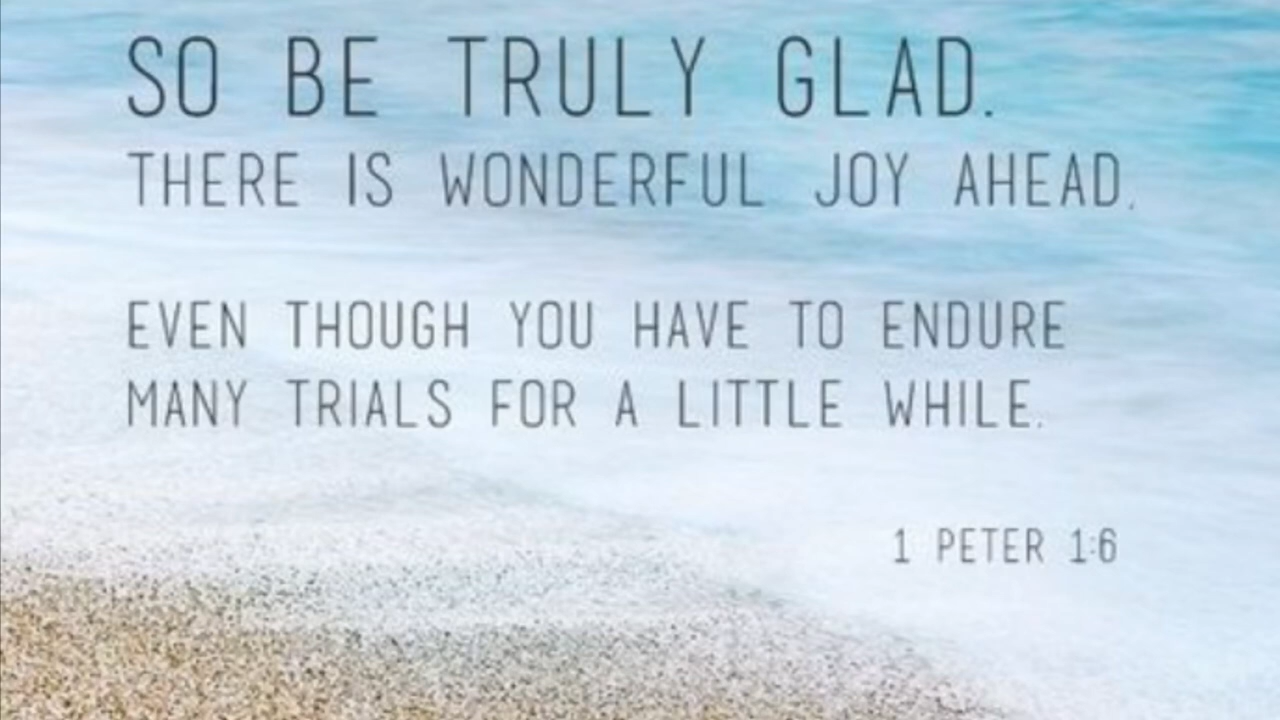 SO BE TRULY GLAD.
THERE IS WONDERFUL JOY AHEAD,
EVEN THOUGH YOU HAVE TO ENDURE
MANY TRIALS FOR A LITTLE WHILE.
1 PETER 1:6